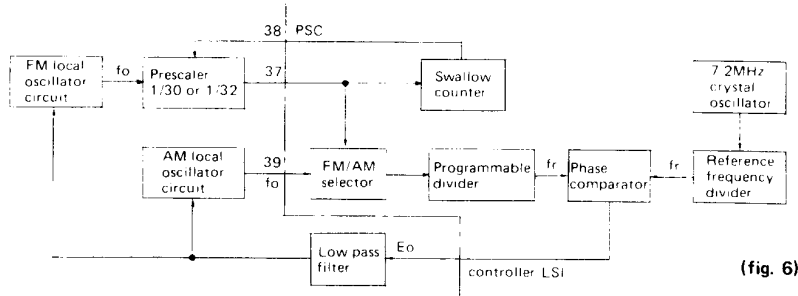 38 PSC
FM local
oscillator
circuit
fo
Prescaler
1/30 or 1/32
37
Swallow
counter
7.2MHz
crystal
oscillator
AM local
oscillator
circuit
39
fo
FM/AM
selector
Programmable
divider
fr
Phase
comparator
fr
Reference
frequency
divider
Low pass
filter
Eo
controller LSI
(fig. 6)